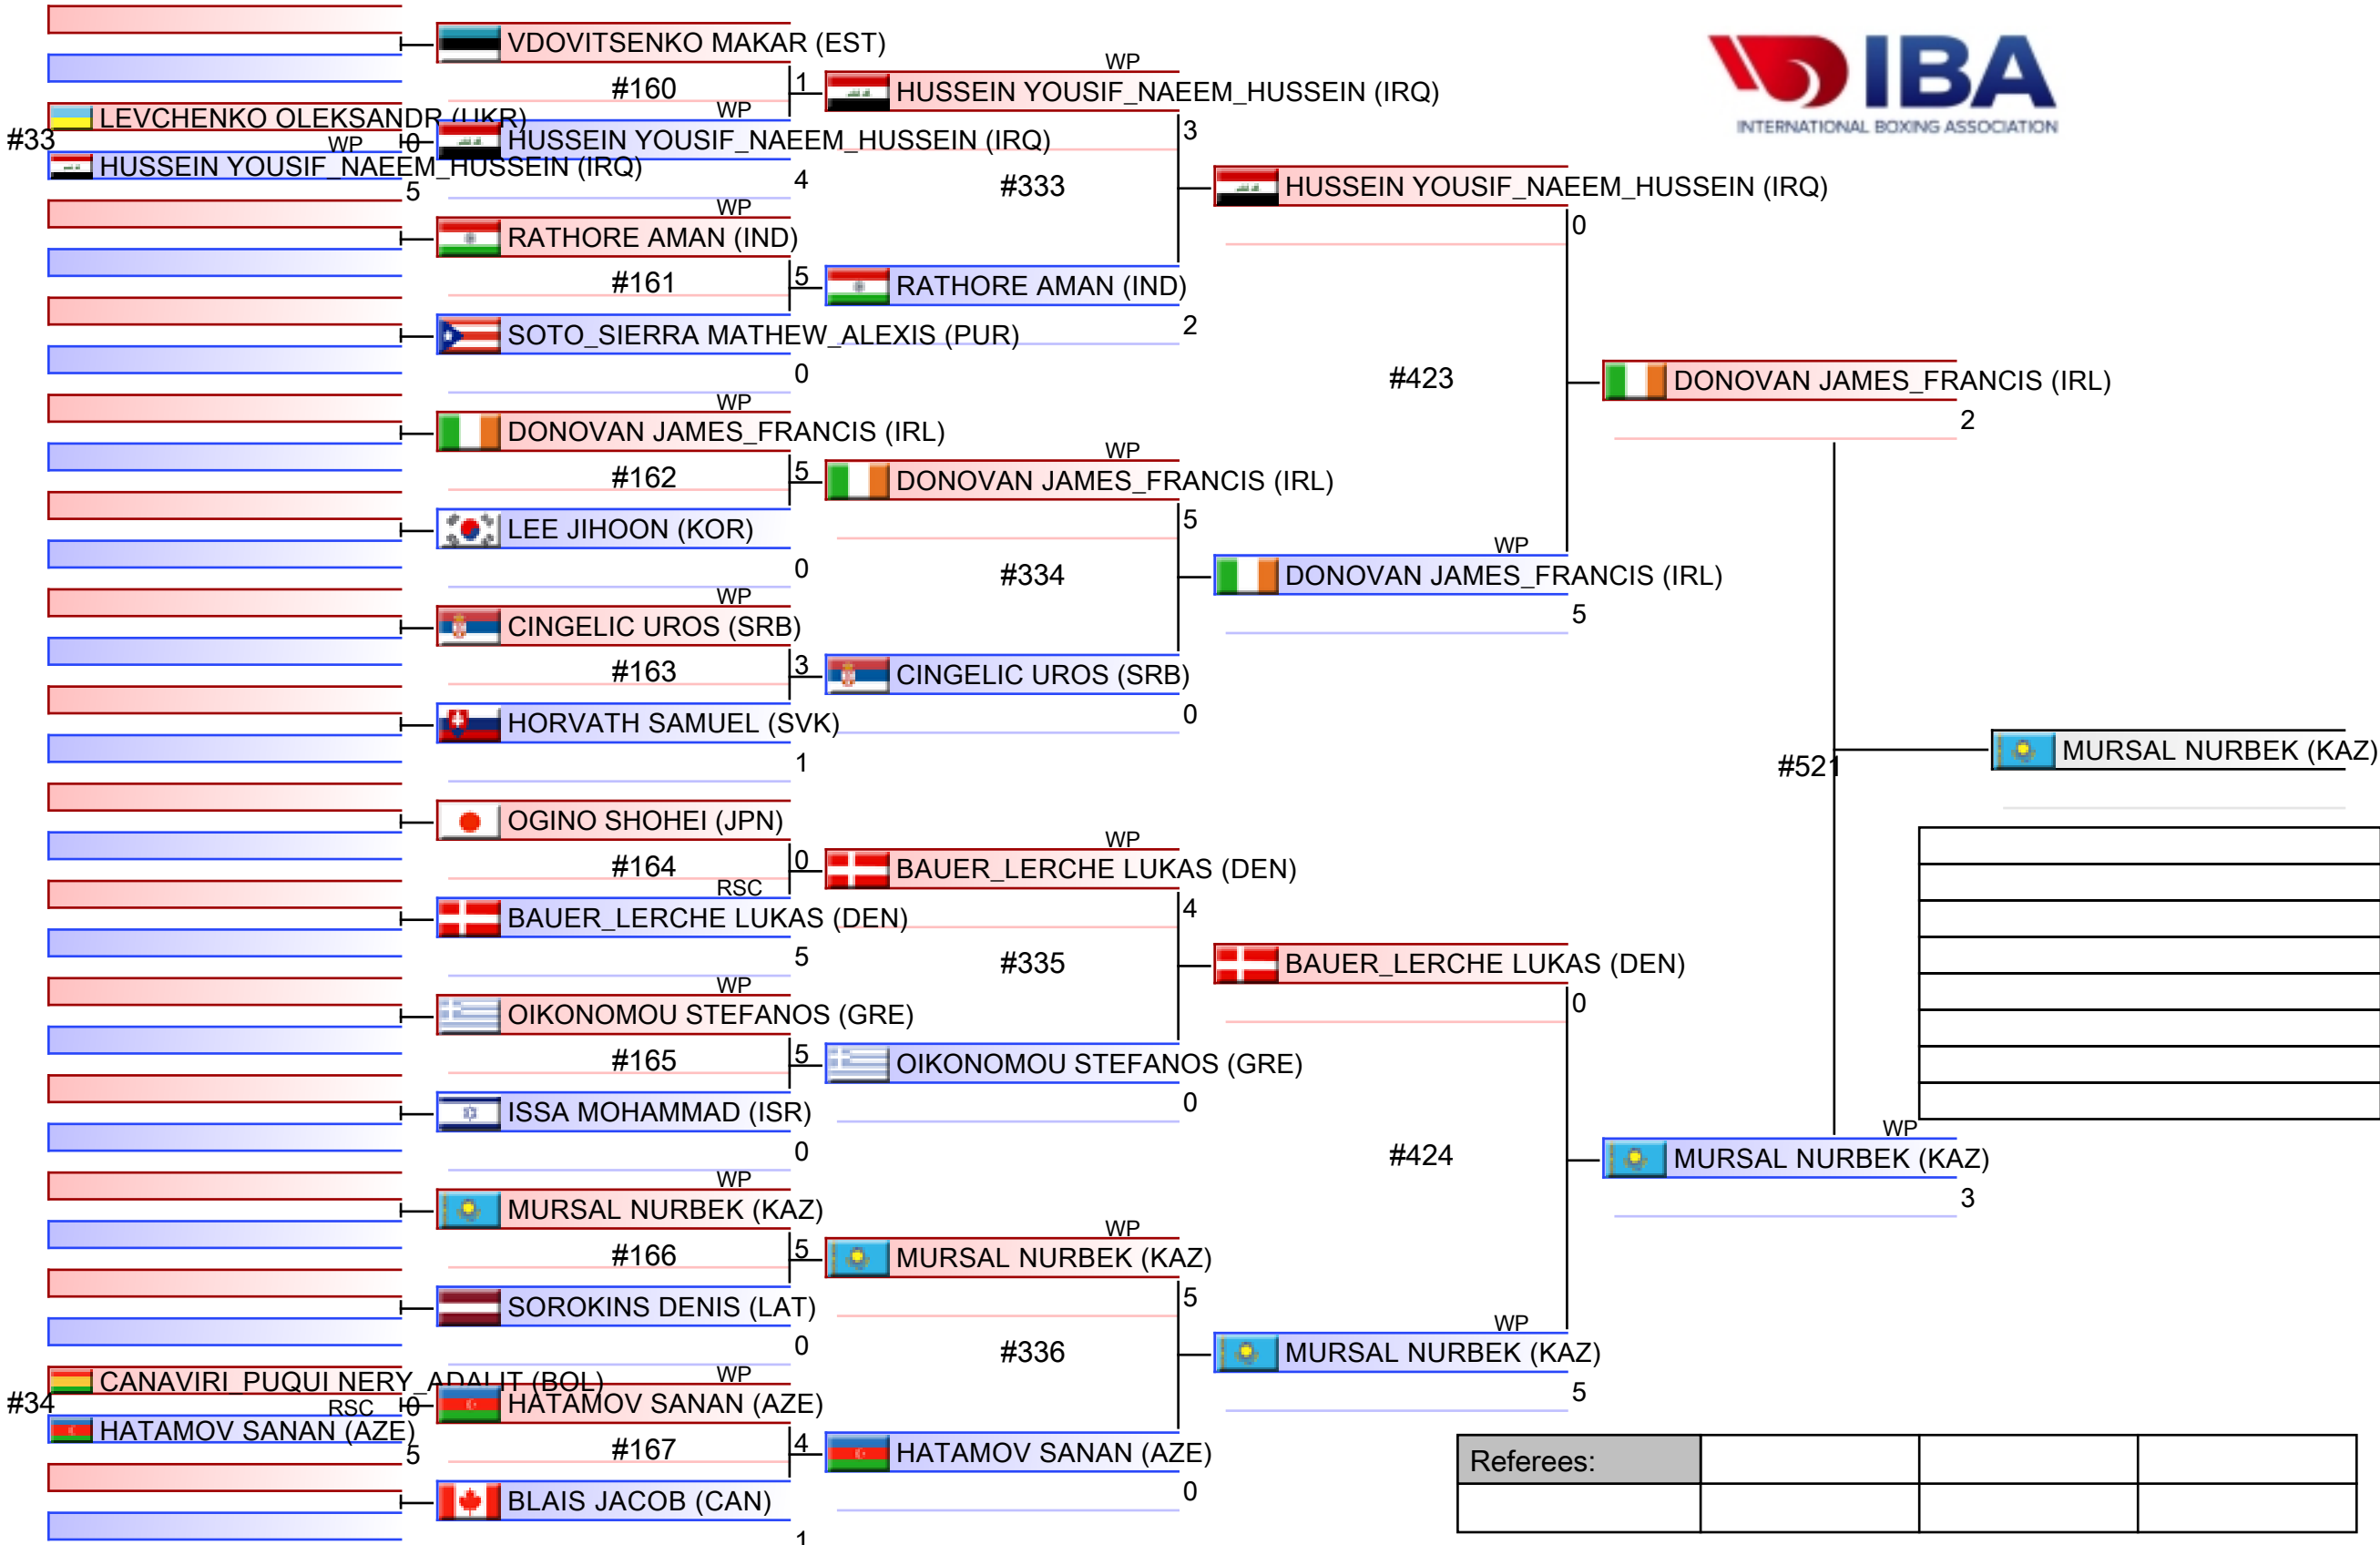 IBA
INTERNATIONAL BOXING ASSOCIATION
#33
LEVCHENKO OLEKSANDR (UKR)
0
WP
HUSSEIN YOUSIF_NAEEM_HUSSEIN (IRQ)
5
#34
CANAVIRI_PUQUI NERY_ADALIT (BOL)
0
RSC
HATAMOV SANAN (AZE)
5
VDOVITSENKO MAKAR (EST)
#160
1
WP
HUSSEIN YOUSIF_NAEEM_HUSSEIN (IRQ)
4
WP
RATHORE AMAN (IND)
#161
5
SOTO_SIERRA MATHEW_ALEXIS (PUR)
0
WP
DONOVAN JAMES_FRANCIS (IRL)
#162
5
LEE JIHOON (KOR)
0
WP
CINGELIC UROS (SRB)
#163
3
HORVATH SAMUEL (SVK)
1
OGINO SHOHEI (JPN)
#164
0
RSC
BAUER_LERCHE LUKAS (DEN)
5
WP
OIKONOMOU STEFANOS (GRE)
#165
5
ISSA MOHAMMAD (ISR)
0
WP
MURSAL NURBEK (KAZ)
#166
5
SOROKINS DENIS (LAT)
0
WP
HATAMOV SANAN (AZE)
#167
4
BLAIS JACOB (CAN)
1
WP
HUSSEIN YOUSIF_NAEEM_HUSSEIN (IRQ)
3
#333
RATHORE AMAN (IND)
2
WP
DONOVAN JAMES_FRANCIS (IRL)
5
#334
CINGELIC UROS (SRB)
0
WP
BAUER_LERCHE LUKAS (DEN)
4
#335
OIKONOMOU STEFANOS (GRE)
0
WP
MURSAL NURBEK (KAZ)
5
#336
HATAMOV SANAN (AZE)
0
HUSSEIN YOUSIF_NAEEM_HUSSEIN (IRQ)
0
#423
WP
DONOVAN JAMES_FRANCIS (IRL)
5
BAUER_LERCHE LUKAS (DEN)
0
#424
WP
MURSAL NURBEK (KAZ)
5
DONOVAN JAMES_FRANCIS (IRL)
2
#521
WP
MURSAL NURBEK (KAZ)
3
MURSAL NURBEK (KAZ)
Referees: